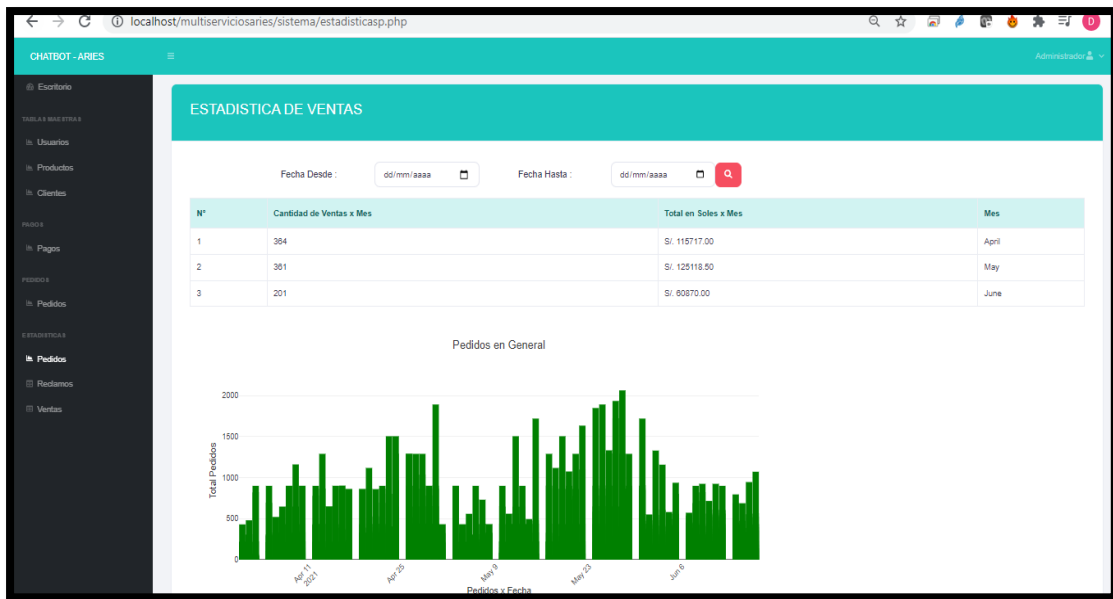 localhost/multiserviciosaries/sistema/estadisticasp.php
D
CHATBOT - ARIES
Administrador
Escritorio
TABLAS MAESTRAS
Usuarios
Productos
Clientes
PAGOS
Pagos
PEDIDOS
Pedidos
ESTADISTICAS
Pedidos
Reclamos
Ventas
ESTADISTICA DE VENTAS
Fecha Desde : dd/mm/aaaa Fecha Hasta : dd/mm/aaaa
N° Cantidad de Ventas x Mes Total en Soles x Mes Mes
1 364 S/. 115717.00 April
2 361 S/. 125118.50 May
3 201 S/. 60870.00 June
Pedidos en General
Total Pedidos
2000
1500
1000
500
0
Apr 11
2021
Apr 25
May 9
May 23
Jun 6
Pedidos x Fecha